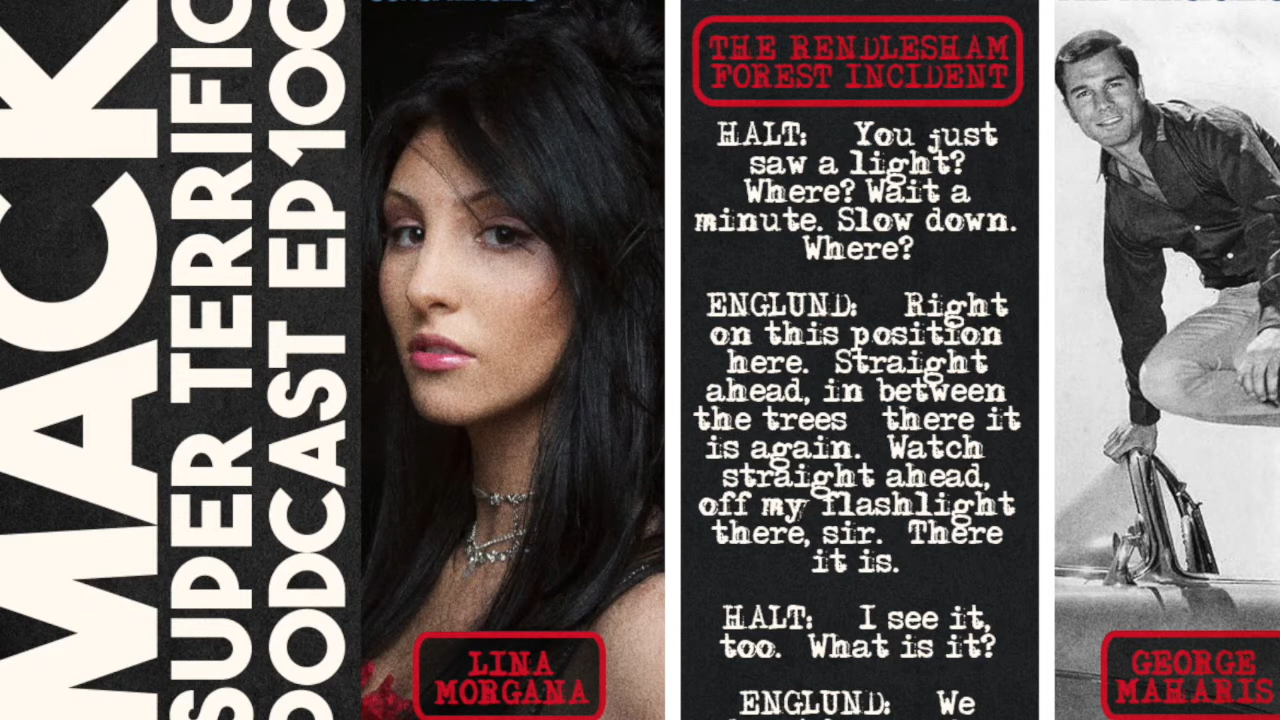 MACK
SUPER TERRIFIC
PODCAST EP100
LINA
MORGANA
THE RENDLESHAM
FOREST INCIDENT
HALT: You just
saw a light?
Where? Wait a
minute. Slow down.
Where?
ENGLUND: Right
on this position
here. Straight
ahead, in between
the trees there it
is again. Watch
straight ahead,
off my flashlight
there, sir. There
it is.
HALT: I see it,
too. What is it?
ENGLUND: We
GEORGE
MAHARIS